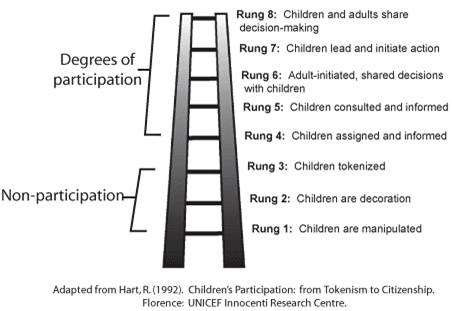 Rung 8: Children and adults share
decision-making
Rung 7: Children lead and initiate action
Degrees of
participation
Rung 6: Adult-initiated, shared decisions
with children
Rung 5: Children consulted and informed
Rung 4: Children assigned and informed
Rung 3: Children tokenized
Non-participation
Rung 2: Children are decoration
Rung 1: Children are manipulated
Adapted from Hart, R. (1992). Children's Participation: from Tokenism to Citizenship.
Florence: UNICEF Innocenti Research Centre.